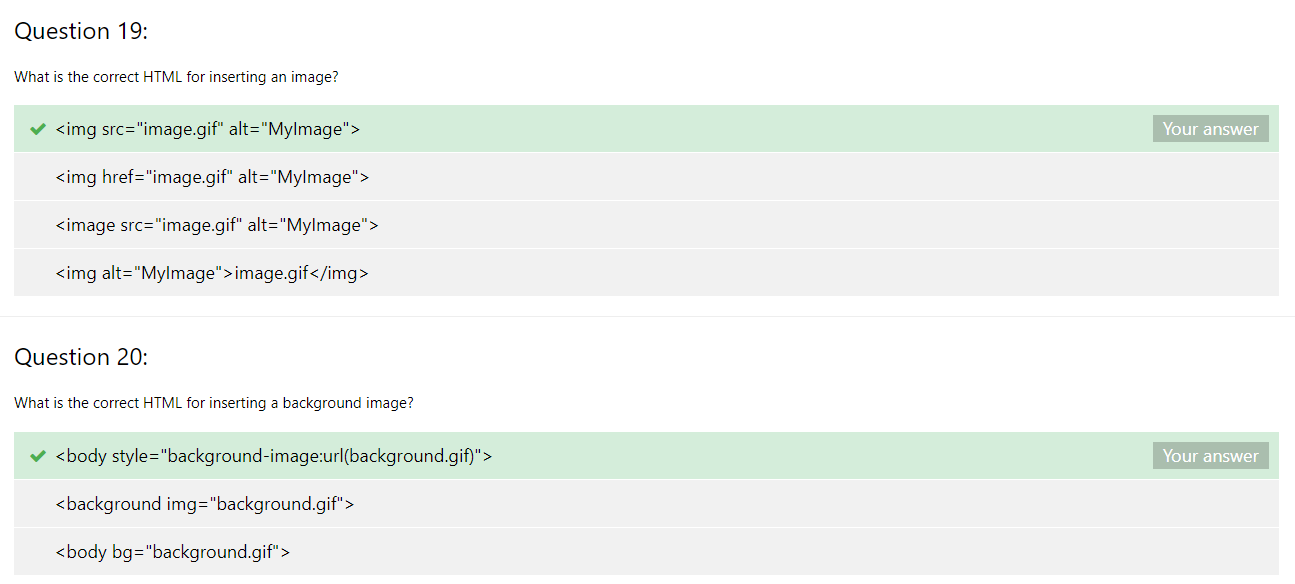 Question 19:
What is the correct HTML for inserting an image?
<img src="image.gif" alt="MyImage"> Your answer
<img href="image.gif" alt="MyImage">
<image src="image.gif" alt="MyImage">
<img alt="MyImage">image.gif</img>
Question 20:
What is the correct HTML for inserting a background image?
<body style="background-image:url(background.gif)"> Your answer
<background img="background.gif">
<body bg="background.gif">